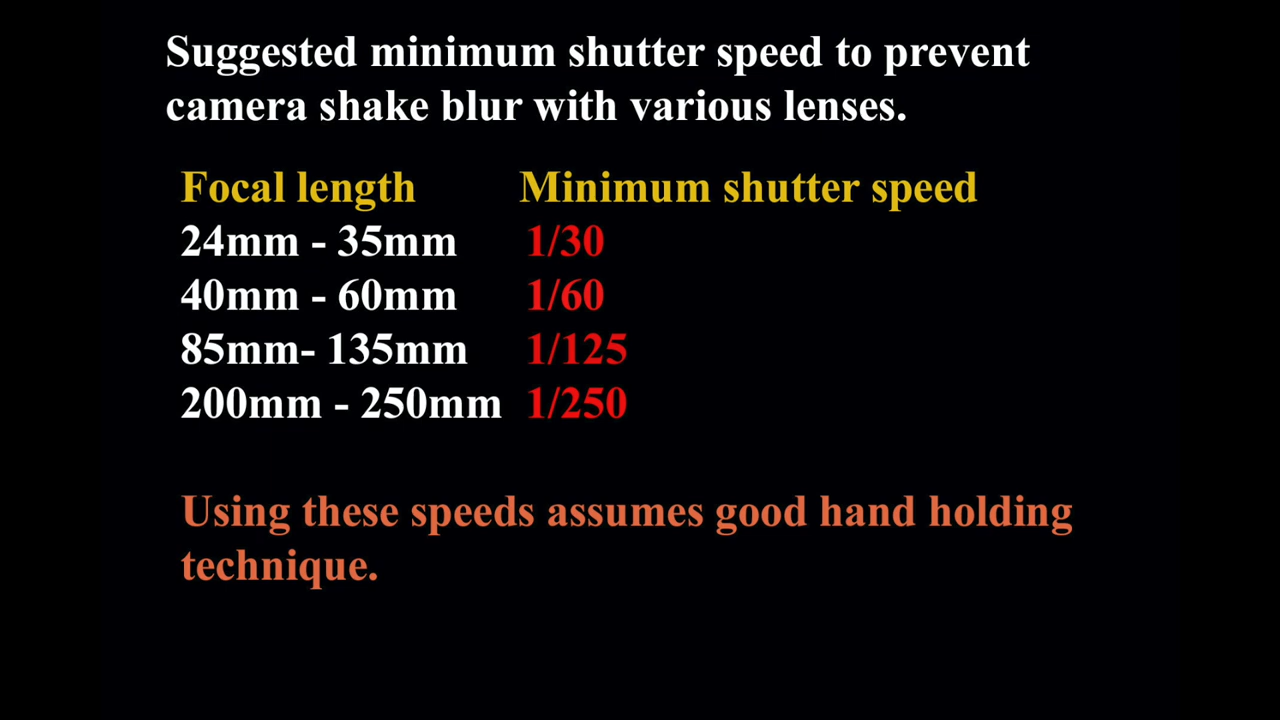 Suggested minimum shutter speed to prevent
camera shake blur with various lenses.
Focal length Minimum shutter speed
24mm - 35mm 1/30
40mm - 60mm 1/60
85mm- 135mm 1/125
200mm - 250mm 1/250
Using these speeds assumes good hand holding
technique.